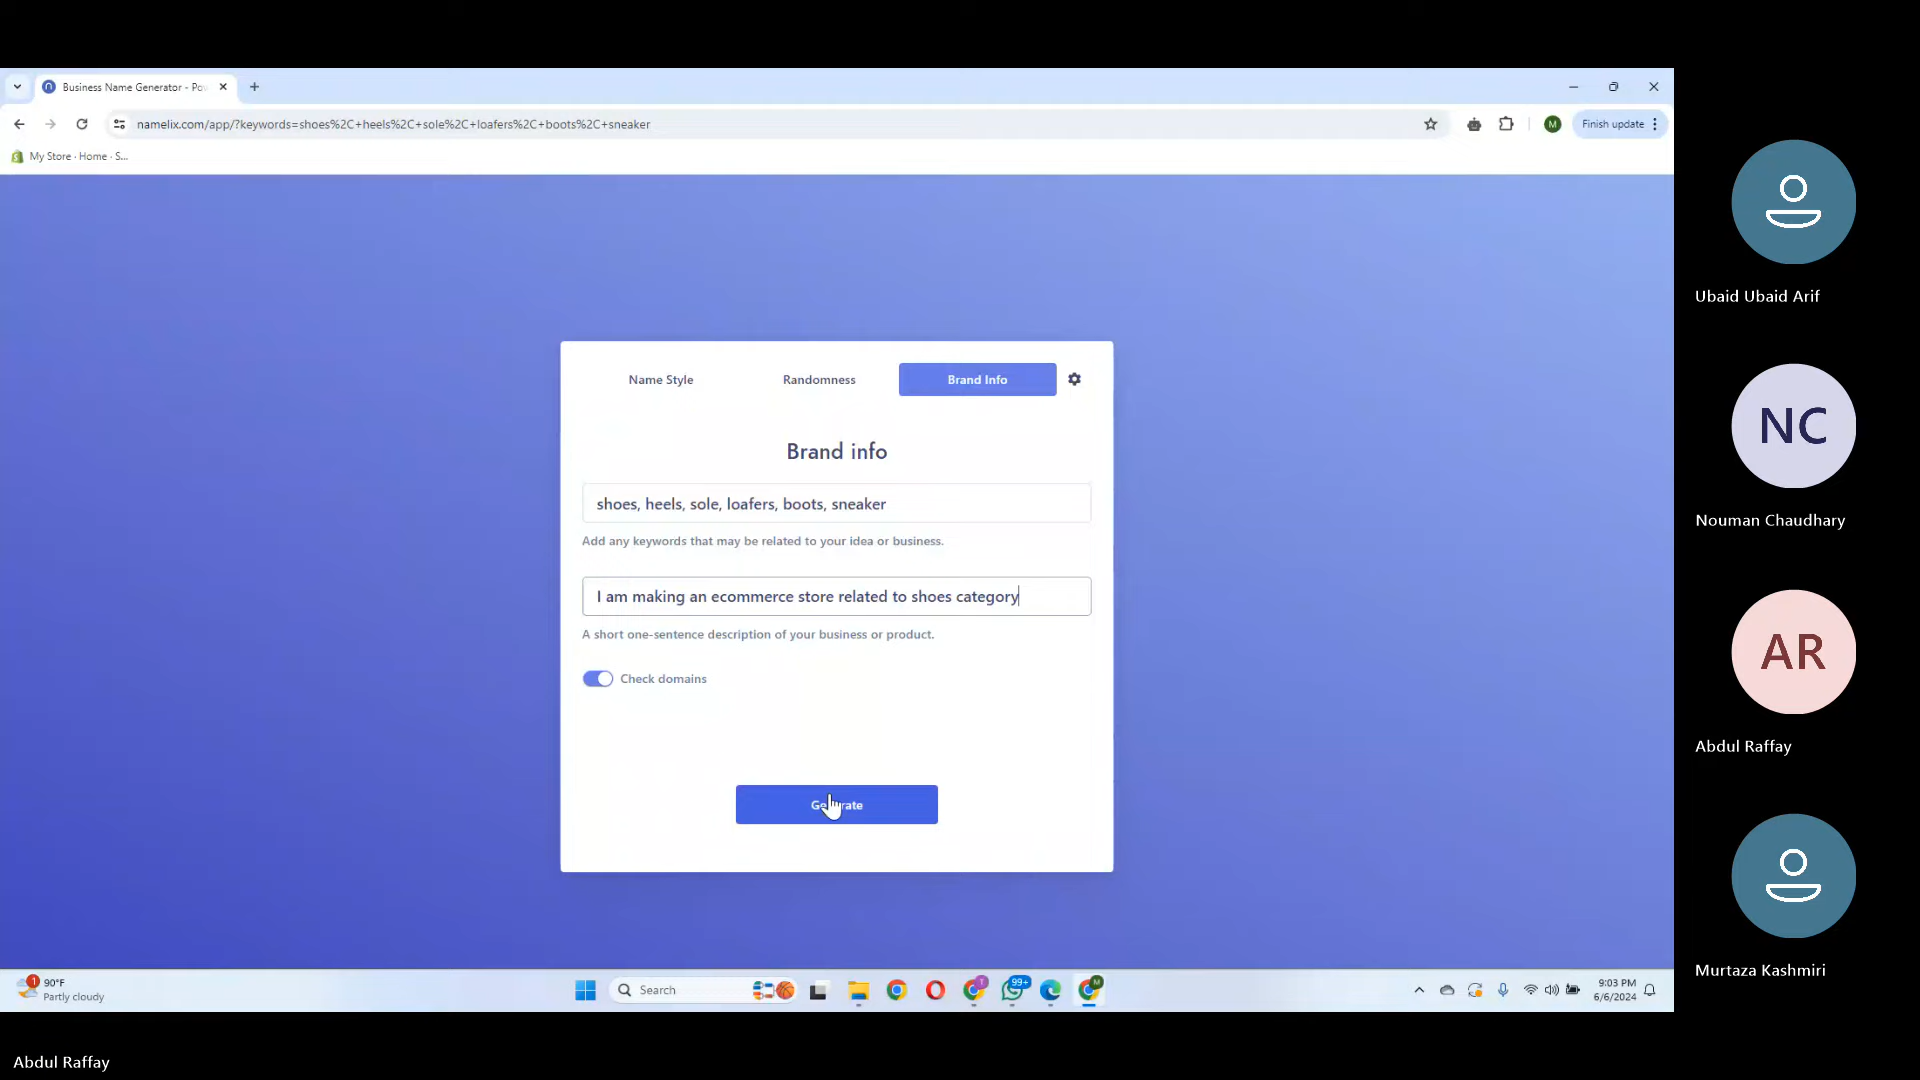 Business Name Generator - Po
namelix.com/app/?keywords=shoes%2C+heels%2C+sole%2C+loafers%2C+boots%2C+sneaker
M
Finish update
My Store · Home · S...
Name Style
Randomness
Brand Info
Brand info
shoes, heels, sole, loafers, boots, sneaker
Add any keywords that may be related to your idea or business.
I am making an ecommerce store related to shoes category
A short one-sentence description of your business or product.
Check domains
Generate
Ubaid Ubaid Arif
NC
Nouman Chaudhary
AR
Abdul Raffay
Murtaza Kashmiri
1
90°F
Partly cloudy
Search
T
99+
M
9:03 PM
6/6/2024
Abdul Raffay